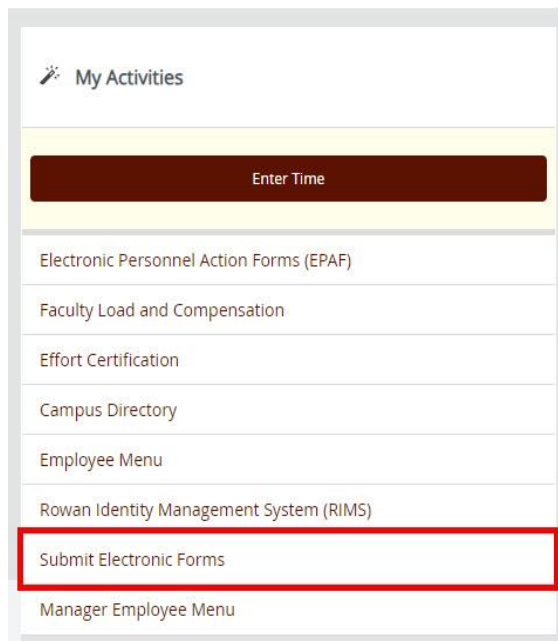 My Activities
Enter Time
Electronic Personnel Action Forms (EPAF)
Faculty Load and Compensation
Effort Certification
Campus Directory
Employee Menu
Rowan Identity Management System (RIMS)
Submit Electronic Forms
Manager Employee Menu